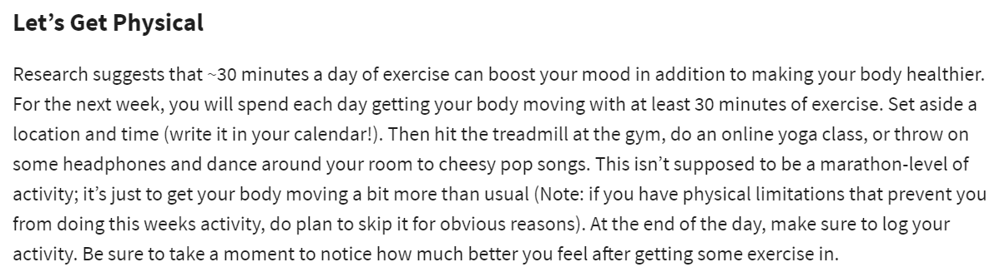 Let’s Get Physical
Research suggests that ~30 minutes a day of exercise can boost your mood in addition to making your body healthier.
For the next week, you will spend each day getting your body moving with at least 30 minutes of exercise. Set aside a
location and time (write it in your calendar!). Then hit the treadmill at the gym, do an online yoga class, or throw on
some headphones and dance around your room to cheesy pop songs. This isn’t supposed to be a marathon-level of
activity; it’s just to get your body moving a bit more than usual (Note: if you have physical limitations that prevent you
from doing this weeks activity, do plan to skip it for obvious reasons). At the end of the day, make sure to log your
activity. Be sure to take a moment to notice how much better you feel after getting some exercise in.